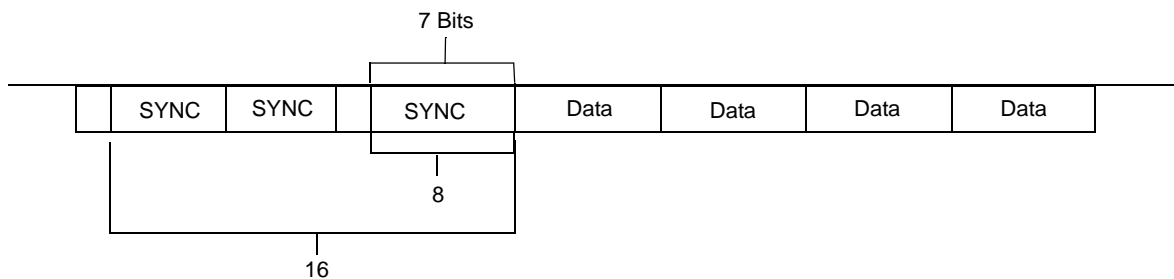 7 Bits
SYNC SYNC SYNC Data Data Data Data
8
16